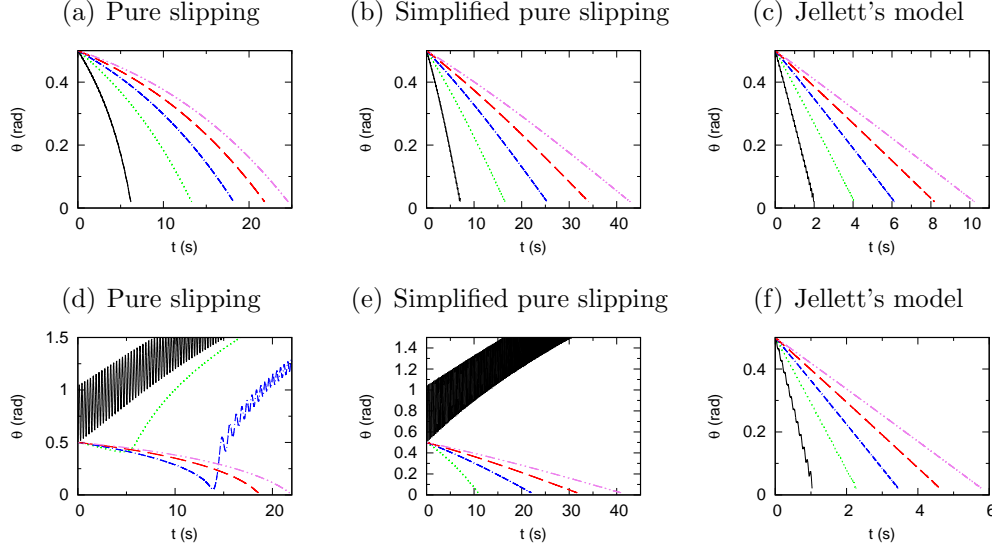 (a) Pure slipping
(b) Simplified pure slipping
(c) Jellett's model
0.4
0.2
0
θ (rad)
0 10 20
t (s)
0.4
0.2
0
θ (rad)
0 10 20 30 40
t (s)
0.4
0.2
0
θ (rad)
0 2 4 6 8 10
t (s)
(d) Pure slipping
(e) Simplified pure slipping
(f) Jellett's model
1.5
1
0.5
0
θ (rad)
0 10 20
t (s)
1.4
1.2
1.0
0.8
0.6
0.4
0.2
0
θ (rad)
0 10 20 30 40
t (s)
0.4
0.2
0
θ (rad)
0 2 4 6
t (s)